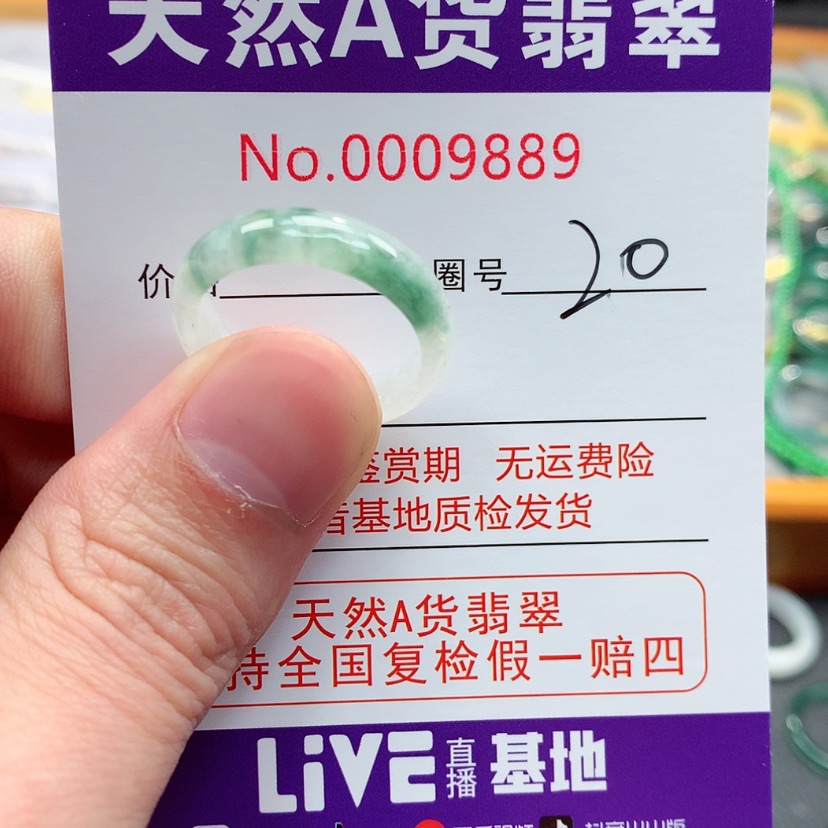 天然A货翡翠
No.0009889
价 圈号 20
鉴赏期 无运费险
基地质检发货
天然A货翡翠
持全国复检假一赔四
LiVE直播基地